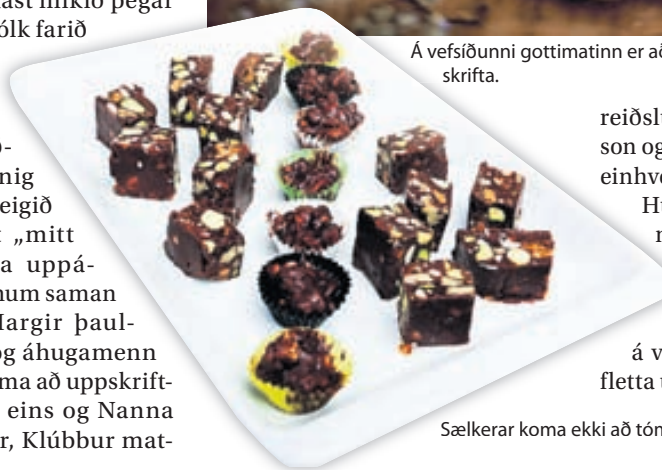 ast mikið þegar
ólk farið
nig
eigið
„mitt
a uppá-
num saman
Margir þaul-
og áhugamenn
ma að uppskrift-
eins og Nanna
r, Klúbbur mat-
Á vefsíðunni gottimatinn er að
skrifta.
reiðslu
son og
einhve
Hu
á v
fletta
Sælkerar koma ekki að tóm